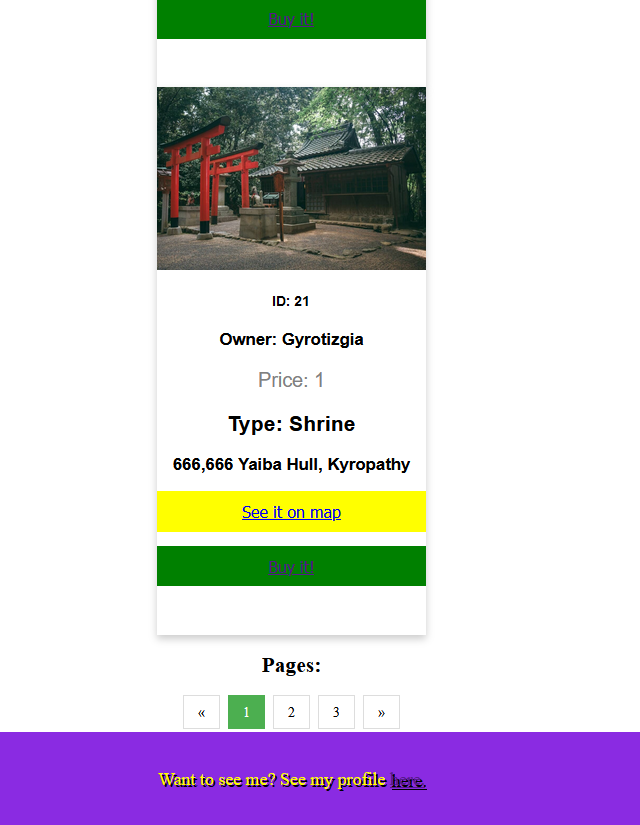 Buy it!
ID: 21
Owner: Gyrotizgia
Price: 1
Type: Shrine
666,666 Yaiba Hull, Kyropathy
See it on map
Buy it!
Pages:
« 1 2 3 »
Want to see me? See my profile here.